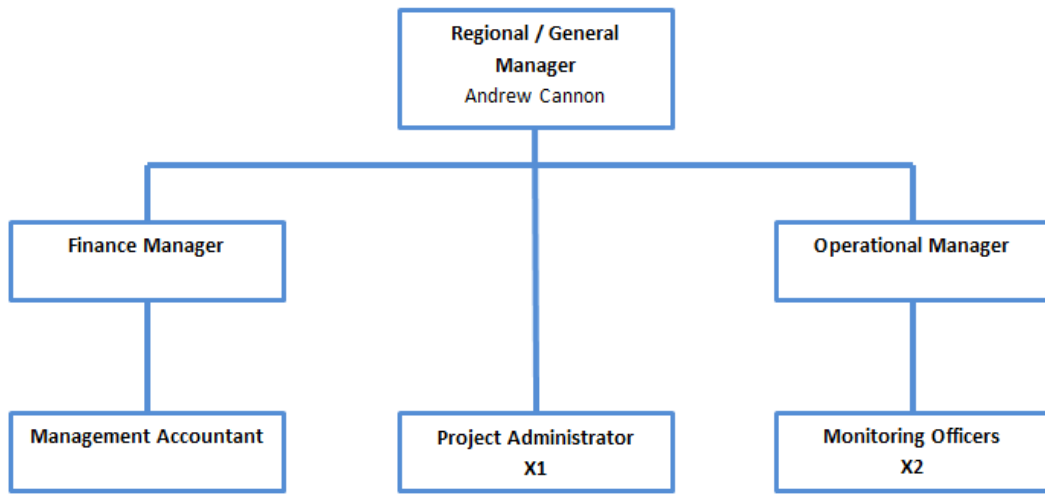 Regional / General
Manager
Andrew Cannon
Finance Manager
Operational Manager
Management Accountant
Project Administrator
X1
Monitoring Officers
X2